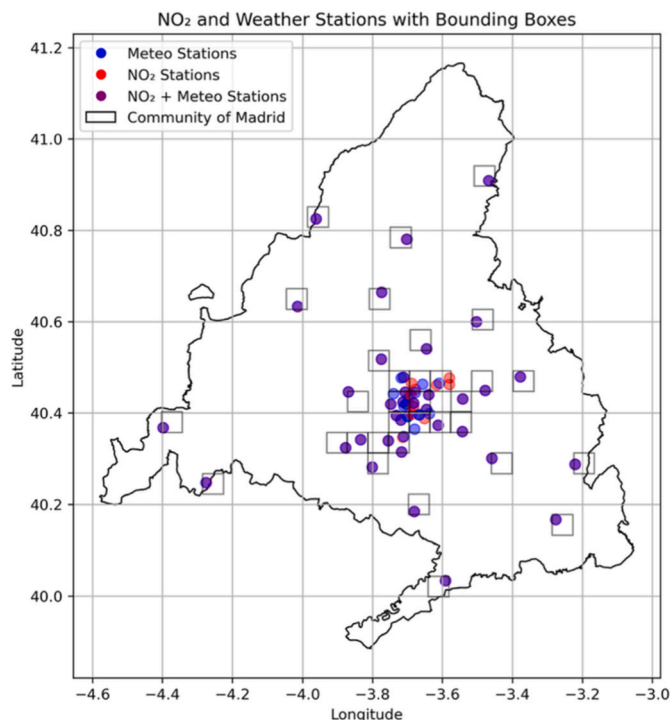 NO₂ and Weather Stations with Bounding Boxes
41.2
Meteo Stations
NO₂ Stations
NO₂ + Meteo Stations
Community of Madrid
41.0
40.8
40.6
Latitude
40.4
40.2
40.0
−4.6 −4.4 −4.2 −4.0 −3.8 −3.6 −3.4 −3.2 −3.0
Longitude